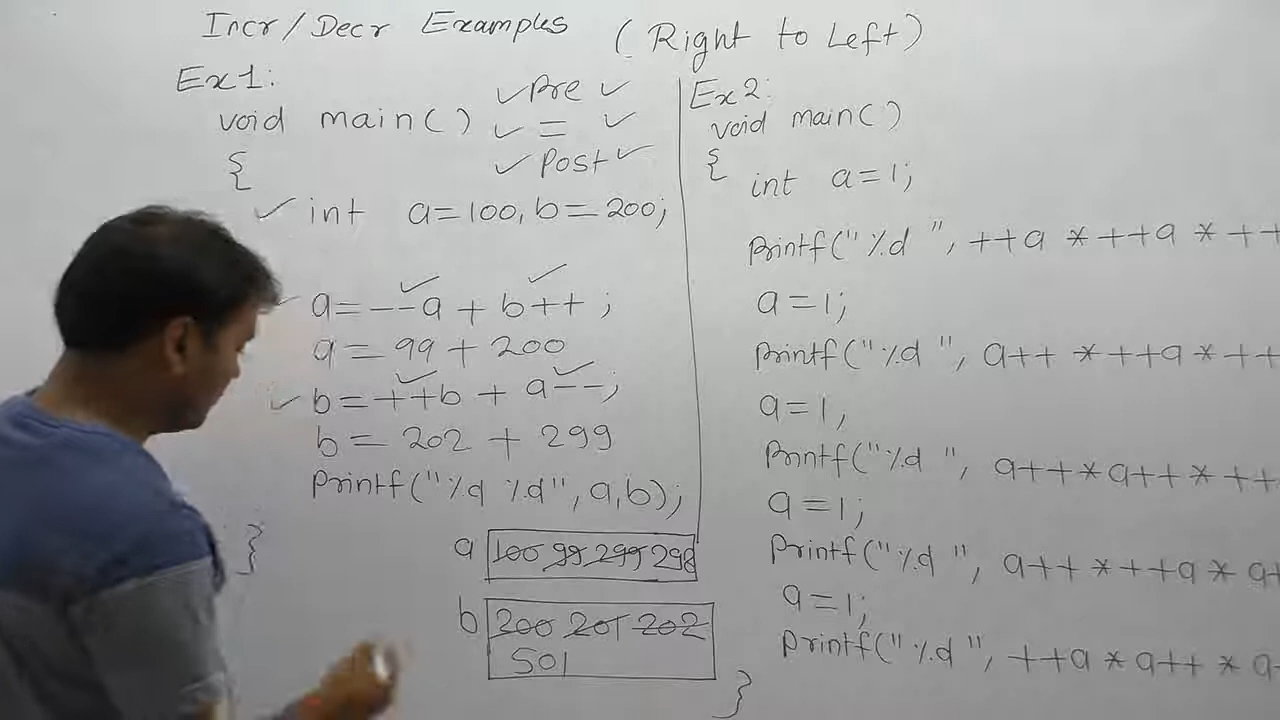 Incr/Decr Examples (Right to Left)
Ex1:
void main()
{
int a=100,b=200;
a=--a + b++ ;
a = 99 + 200
b=++b + a--;
b = 202 + 299
Printf("%d %d",a,b);
}
✓Pre ✓
✓ = ✓
✓Post✓
a 100 99 299 298
b 200 201 202
501
Ex2:
void main()
{
int a=1;
Printf("%d ", ++a * ++a * ++
a=1;
Printf("%d ", a++ *++a * ++
a=1,
Printf("%d ", a++*a++* ++
a=1;
Printf("%d ", a++ * ++a * a+
a=1;
Printf("%d ", ++a * a++ * a-
}